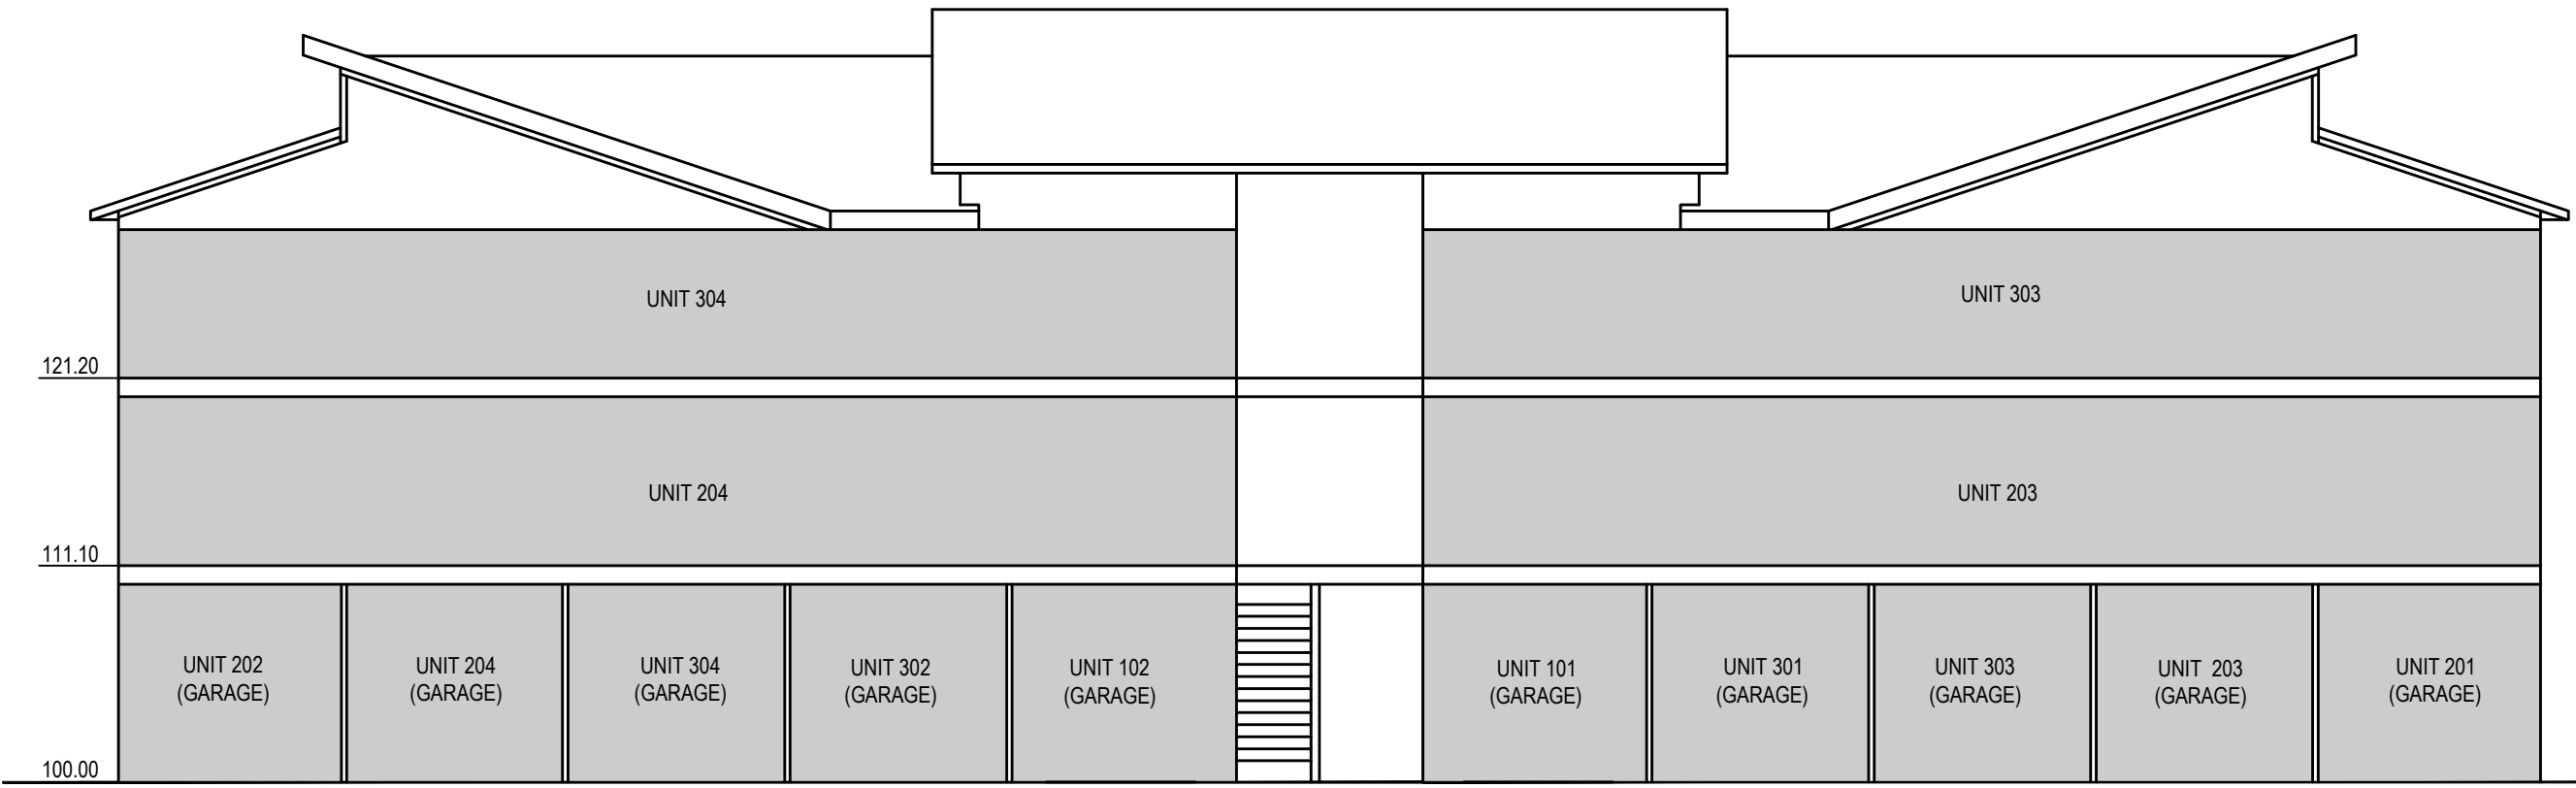 UNIT 304
UNIT 303
121.20
UNIT 204
UNIT 203
111.10
UNIT 202
(GARAGE)
UNIT 204
(GARAGE)
UNIT 304
(GARAGE)
UNIT 302
(GARAGE)
UNIT 102
(GARAGE)
UNIT 101
(GARAGE)
UNIT 301
(GARAGE)
UNIT 303
(GARAGE)
UNIT 203
(GARAGE)
UNIT 201
(GARAGE)
100.00